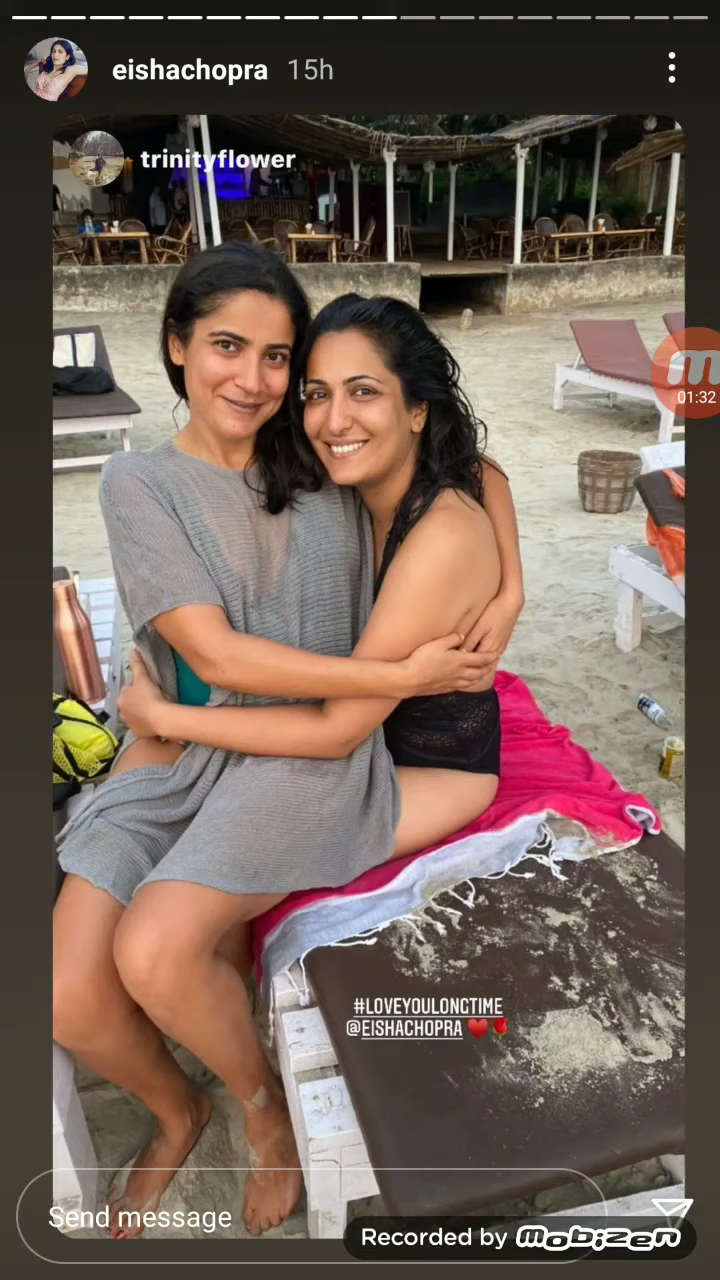 eishachopra 15h
trinityflower
01:32
#LOVEYOULONGTIME
@EISHACHOPRA
Send message
Recorded by mobizen